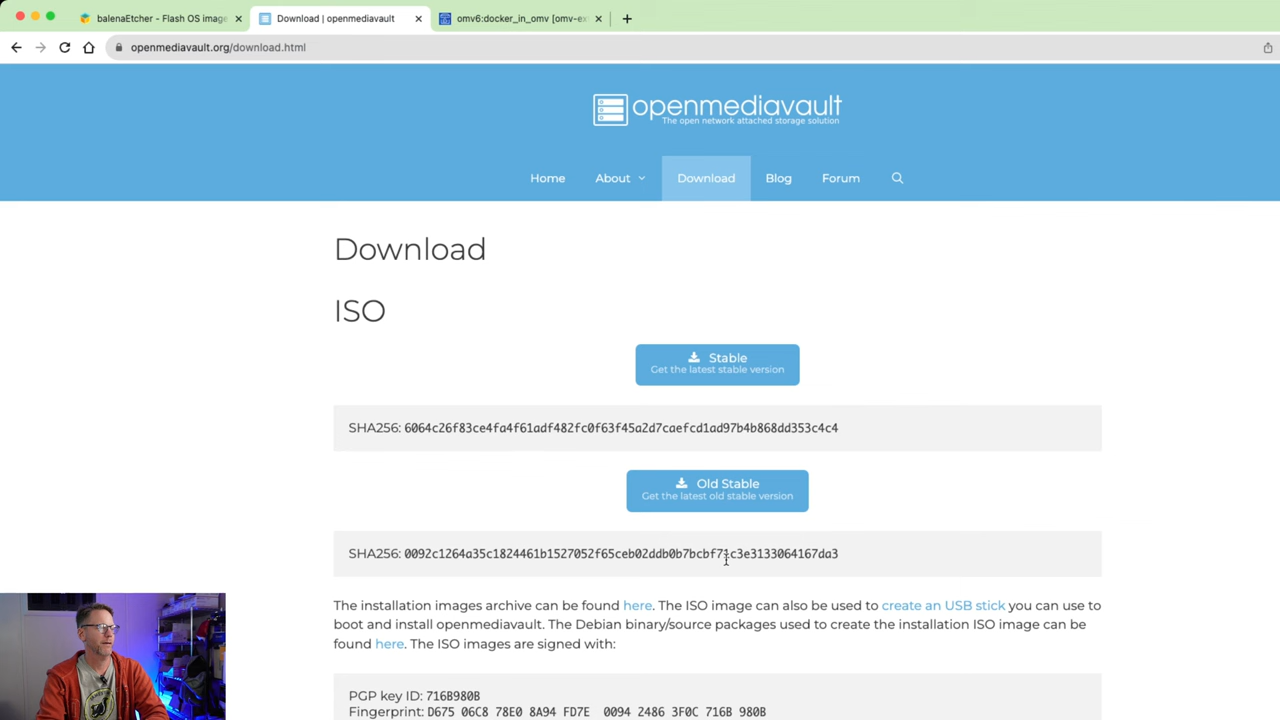 balenaEtcher - Flash OS image
Download | openmediavault
omv6:docker_in_omv [omv-ex
openmediavault.org/download.html
openmediavault
The open network attached storage solution
Home
About
Download
Blog
Forum
Download
ISO
Stable
Get the latest stable version
SHA256: 6064c26f83ce4fa4f61adf482fc0f63f45a2d7caefcd1ad97b4b868dd353c4c4
Old Stable
Get the latest old stable version
SHA256: 0092c1264a35c1824461b1527052f65ceb02ddb0b7bcbf71c3e3133064167da3
The installation images archive can be found here. The ISO image can also be used to create an USB stick you can use to
boot and install openmediavault. The Debian binary/source packages used to create the installation ISO image can be
found here. The ISO images are signed with:
PGP key ID: 716B980B
Fingerprint: D675 06C8 78E0 8A94 FD7E 0094 2486 3F0C 716B 980B